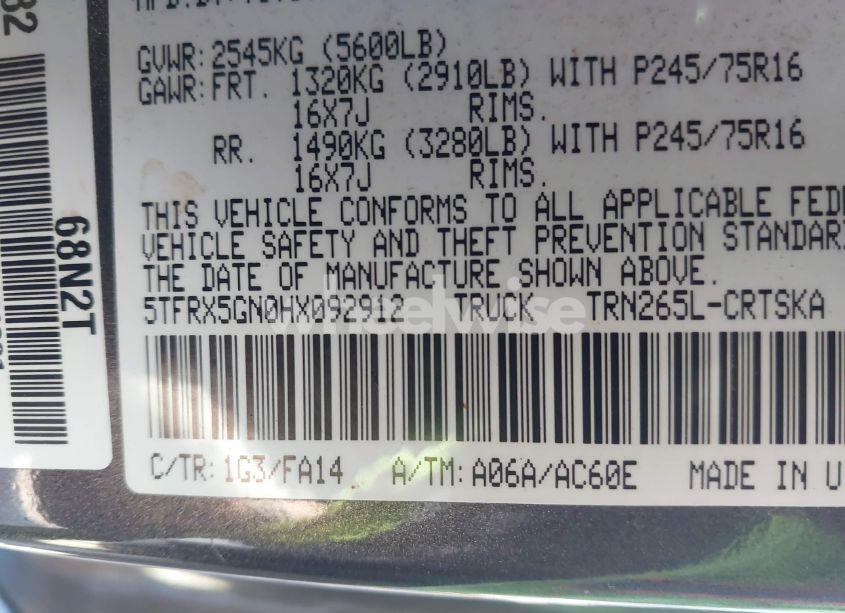 GVWR: 2545KG (5600LB)
GAWR: FRT. 1320KG (2910LB) WITH P245/75R16
16X7J RIMS.
RR. 1490KG (3280LB) WITH P245/75R16
16X7J RIMS.
THIS VEHICLE CONFORMS TO ALL APPLICABLE FEDE
VEHICLE SAFETY AND THEFT PREVENTION STANDAR
THE DATE OF MANUFACTURE SHOWN ABOVE.
5TFRX5GN0HX092912 TRUCK TRN265L-CRTSKA
C/TR: 1G3/FA14 A/TM: A06A/AC60E MADE IN U
68N2T
wheelwise